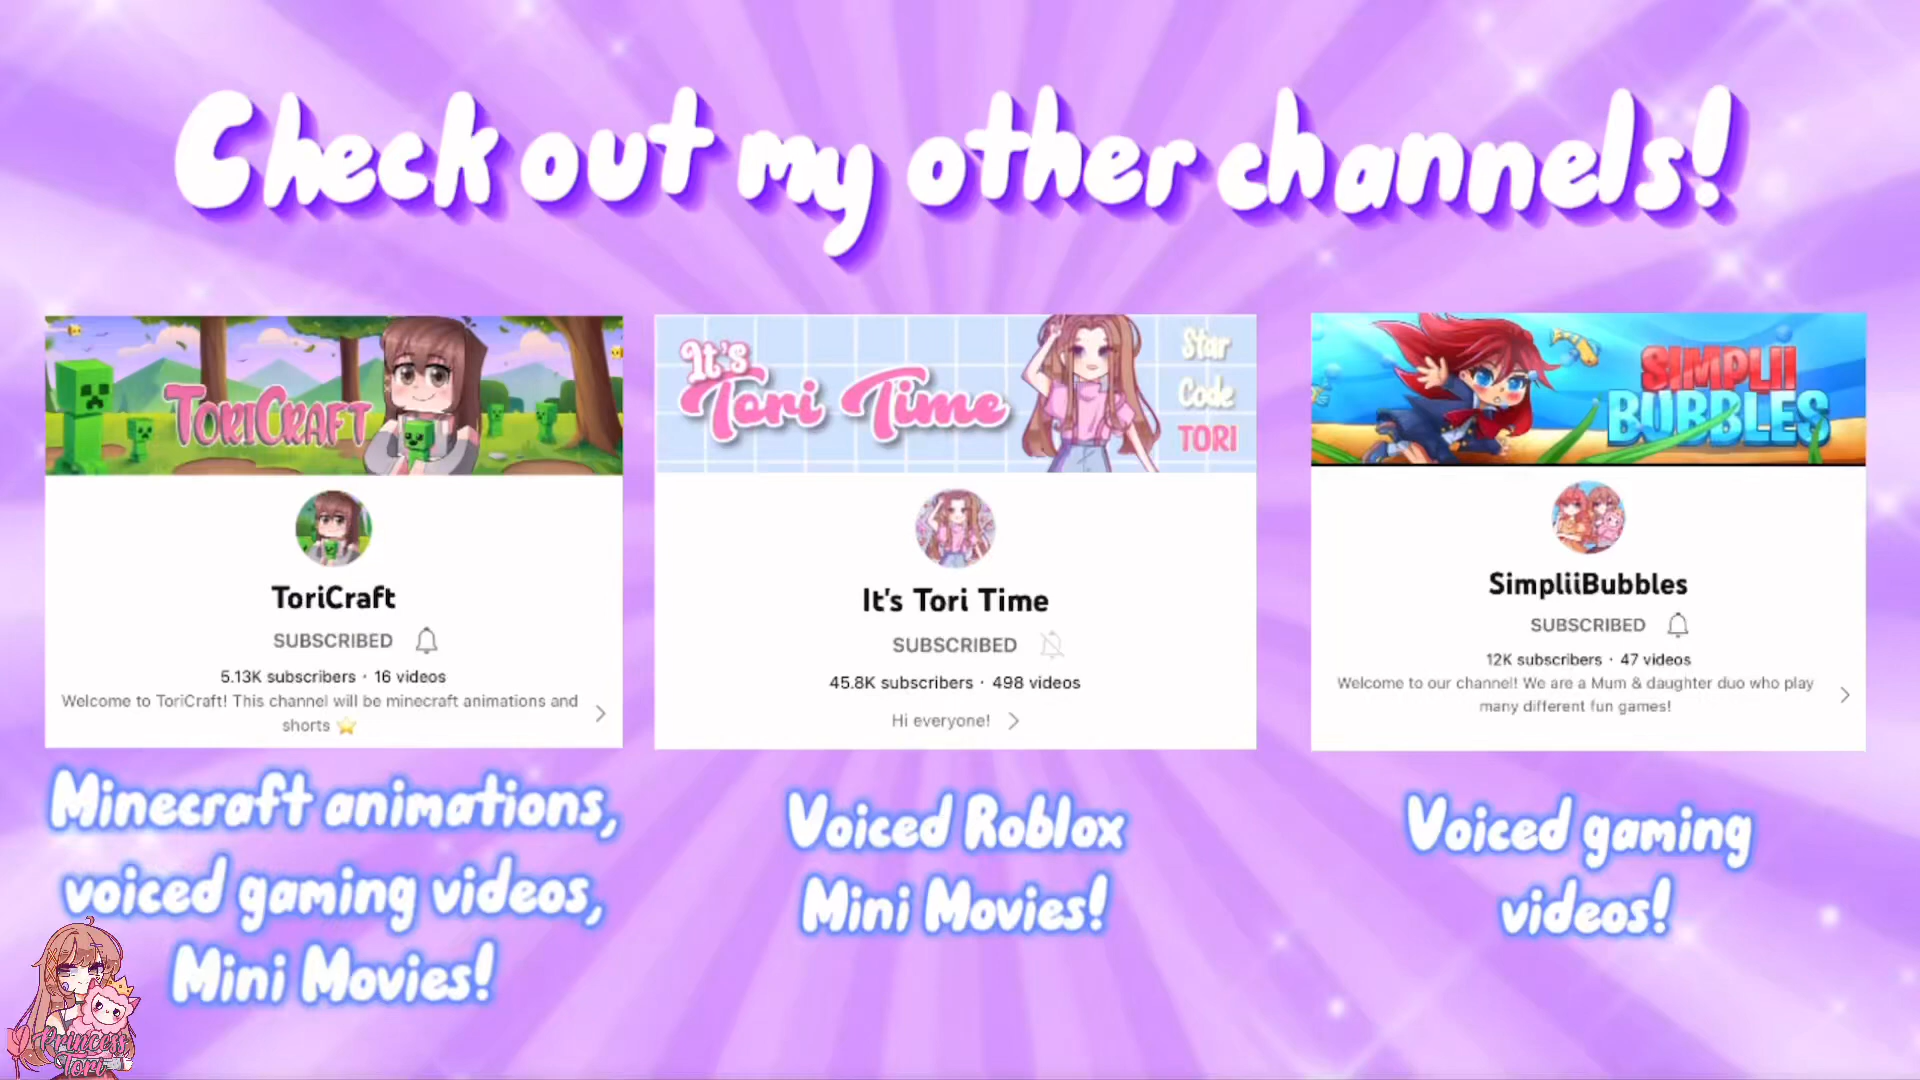 Check out my other channels!
TORICRAFT
ToriCraft
SUBSCRIBED
5.13K subscribers · 16 videos
Welcome to ToriCraft! This channel will be minecraft animations and
shorts ⭐
Minecraft animations,
voiced gaming videos,
Mini Movies!
It's
Tori Time
Star
Code
TORI
It's Tori Time
SUBSCRIBED
45.8K subscribers · 498 videos
Hi everyone!
Voiced Roblox
Mini Movies!
SIMPLII
BUBBLES
SimpliiBubbles
SUBSCRIBED
12K subscribers · 47 videos
Welcome to our channel! We are a Mum & daughter duo who play
many different fun games!
Voiced gaming
videos!
Princess
Tori